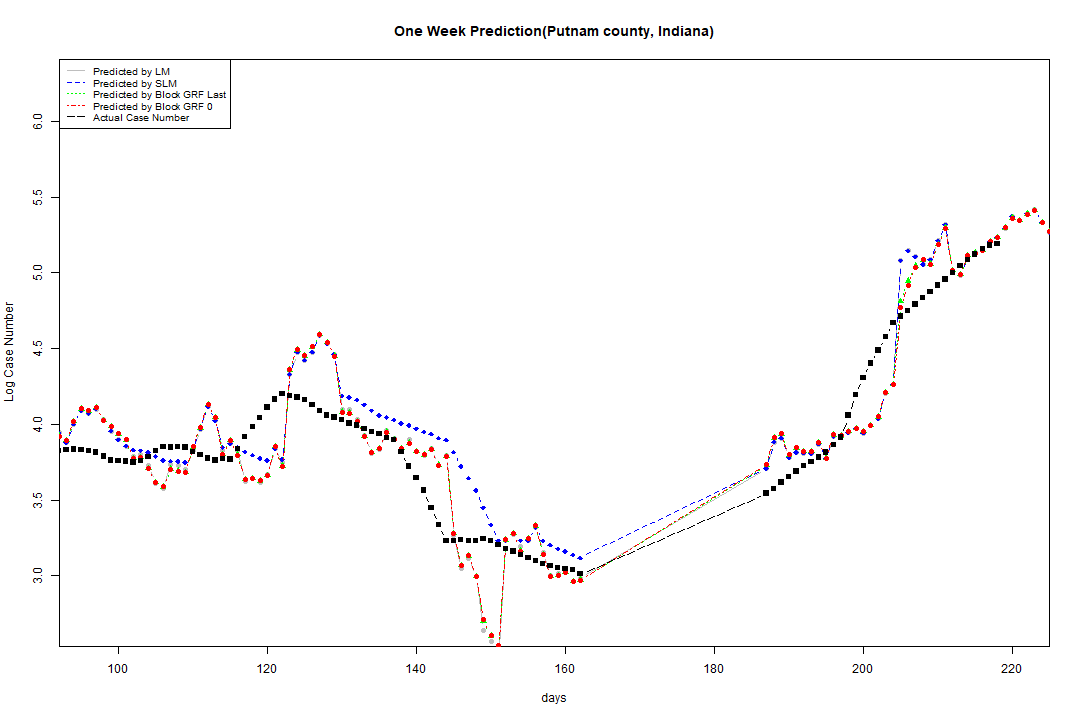 One Week Prediction(Putnam county, Indiana)
Predicted by LM
Predicted by SLM
Predicted by Block GRF Last
Predicted by Block GRF 0
Actual Case Number
Log Case Number
6.0
5.5
5.0
4.5
4.0
3.5
3.0
100 120 140 160 180 200 220
days